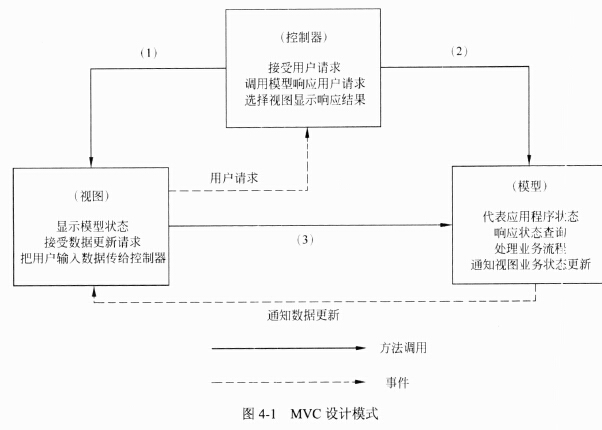 (控制器)
接受用户请求
调用模型响应用户请求
选择视图显示响应结果
(1)
(2)
用户请求
(视图)
显示模型状态
接受数据更新请求
把用户输入数据传给控制器
(3)
(模型)
代表应用程序状态
响应状态查询
处理业务流程
通知视图业务状态更新
通知数据更新
方法调用
事件
图 4-1 MVC 设计模式